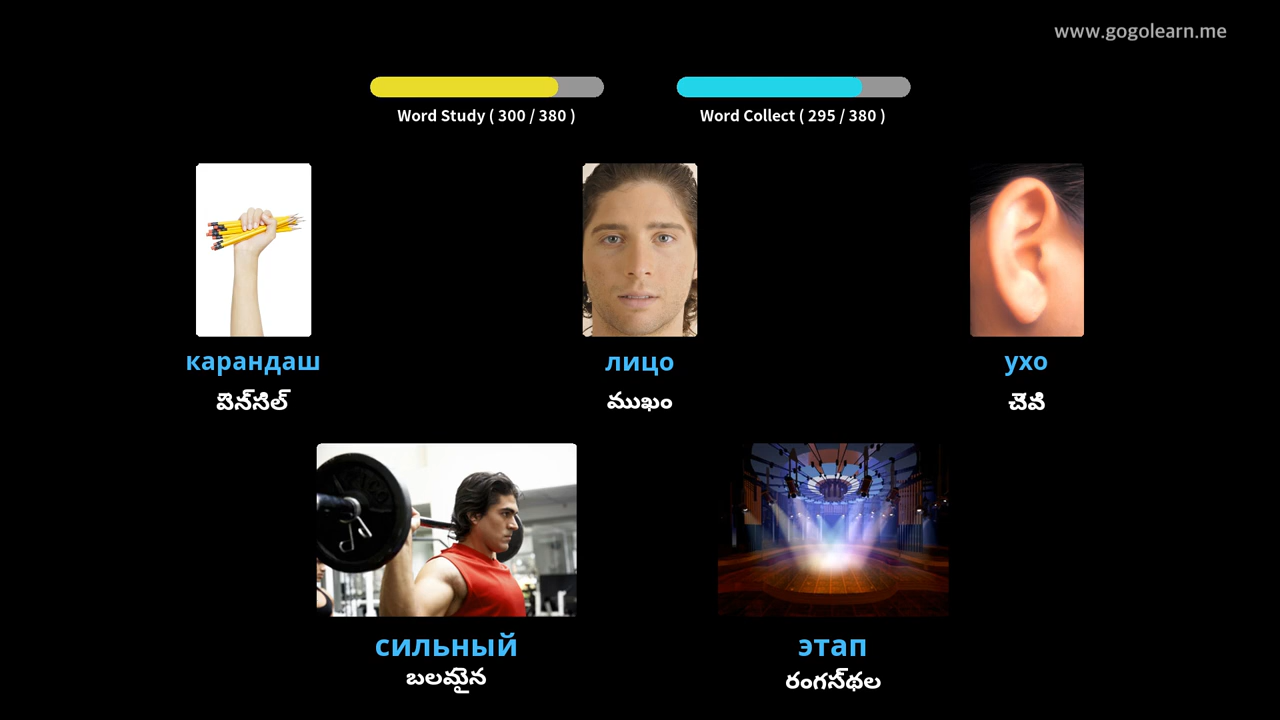 www.gogolearn.me
Word Study ( 300 / 380 )
Word Collect ( 295 / 380 )
карандаш
лицо
ухо
పెన్సిల్
ముఖం
చెవి
сильный
этап
బలమైన
రంగస్థల